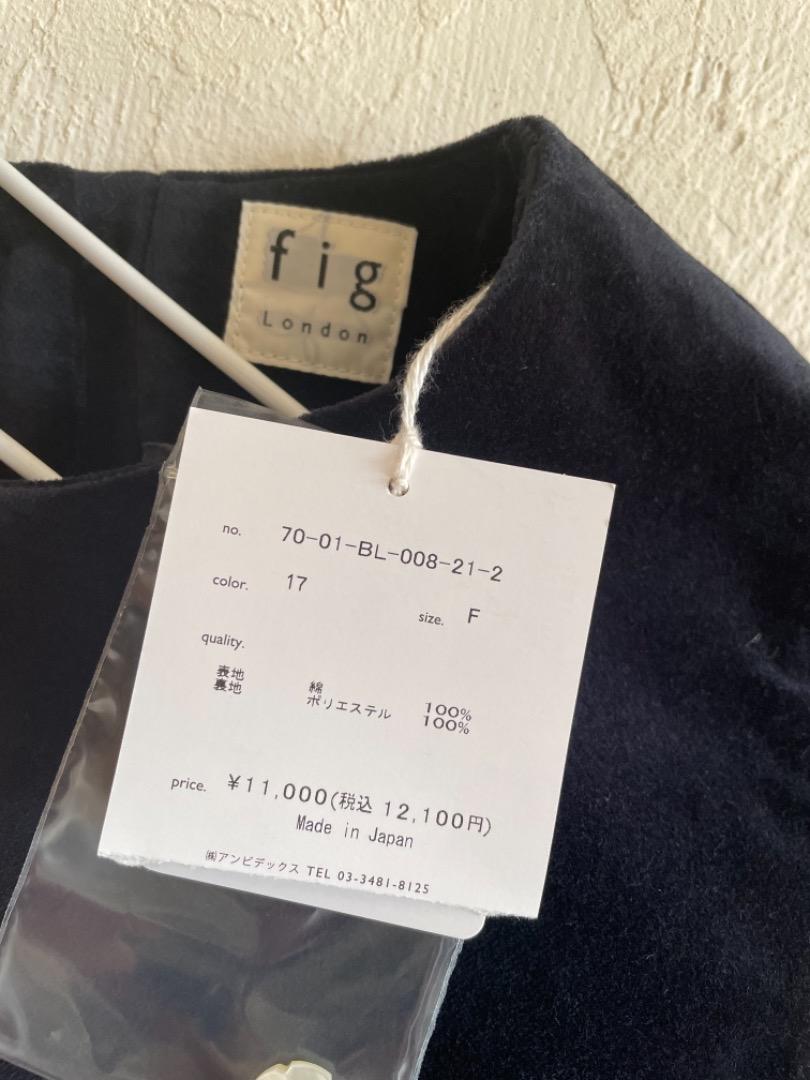 fig
London
no. 70-01-BL-008-21-2
color. 17
size. F
quality.
表地 綿 100%
裏地 ポリエステル 100%
price. ¥11,000(税込 12,100円)
Made in Japan
㈱アンビデックス TEL 03-3481-8125